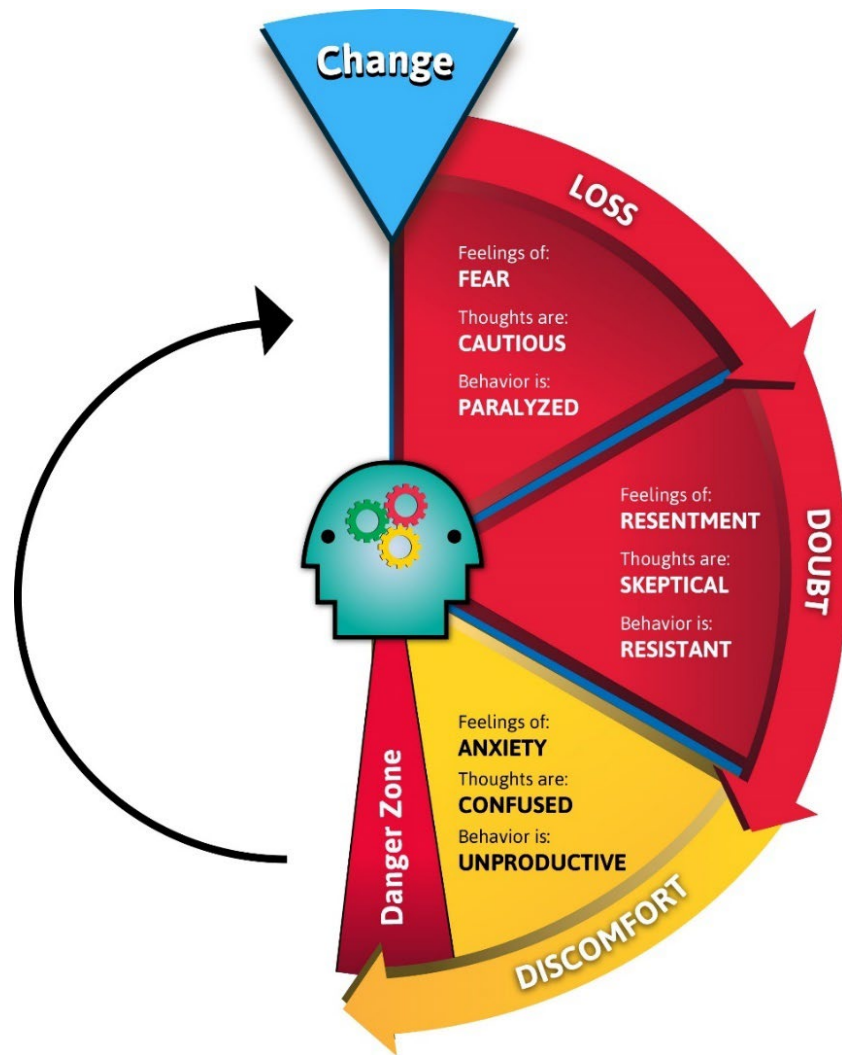 Change
LOSS
Feelings of:
FEAR
Thoughts are:
CAUTIOUS
Behavior is:
PARALYZED
DOUBT
Feelings of:
RESENTMENT
Thoughts are:
SKEPTICAL
Behavior is:
RESISTANT
DISCOMFORT
Feelings of:
ANXIETY
Thoughts are:
CONFUSED
Behavior is:
UNPRODUCTIVE
Danger Zone